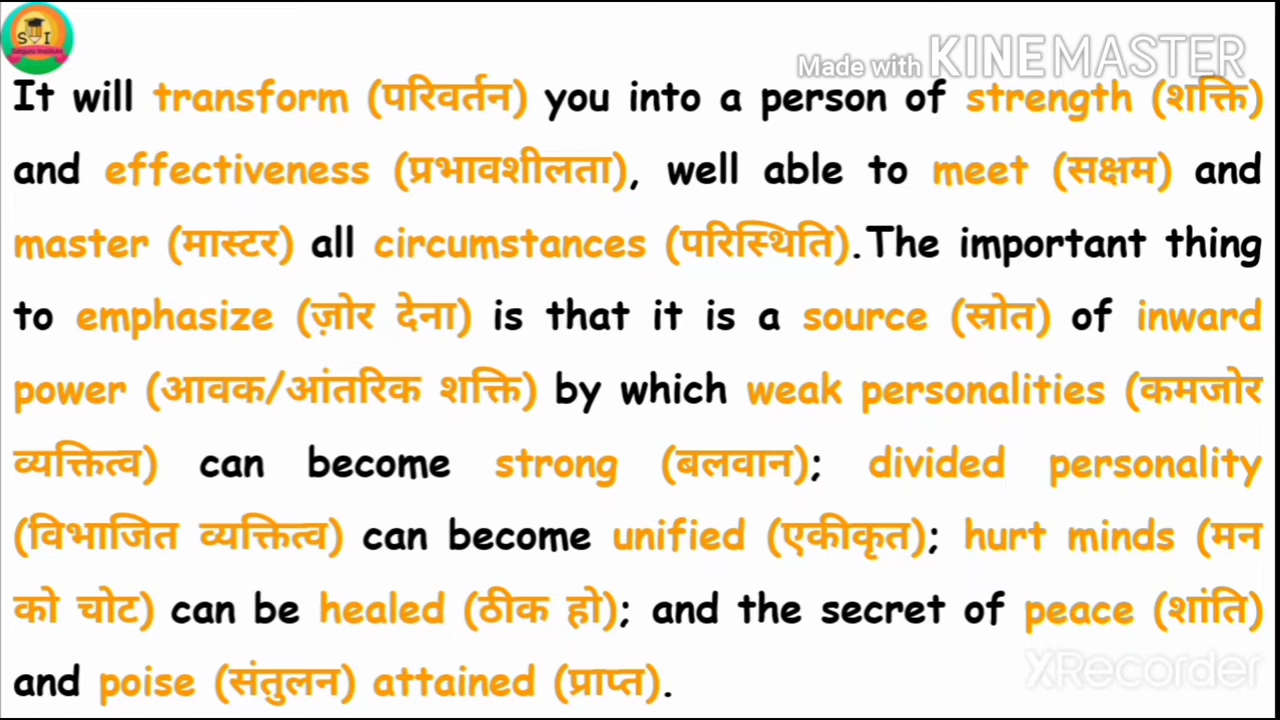 S I
Made with KINEMASTER
It will transform (परिवर्तन) you into a person of strength (शक्ति)
and effectiveness (प्रभावशीलता), well able to meet (सक्षम) and
master (मास्टर) all circumstances (परिस्थिति).The important thing
to emphasize (ज़ोर देना) is that it is a source (स्रोत) of inward
power (आवक/आंतरिक शक्ति) by which weak personalities (कमजोर
व्यक्तित्व) can become strong (बलवान); divided personality
(विभाजित व्यक्तित्व) can become unified (एकीकृत); hurt minds (मन
को चोट) can be healed (ठीक हो); and the secret of peace (शांति)
and poise (संतुलन) attained (प्राप्त).
XRecorder